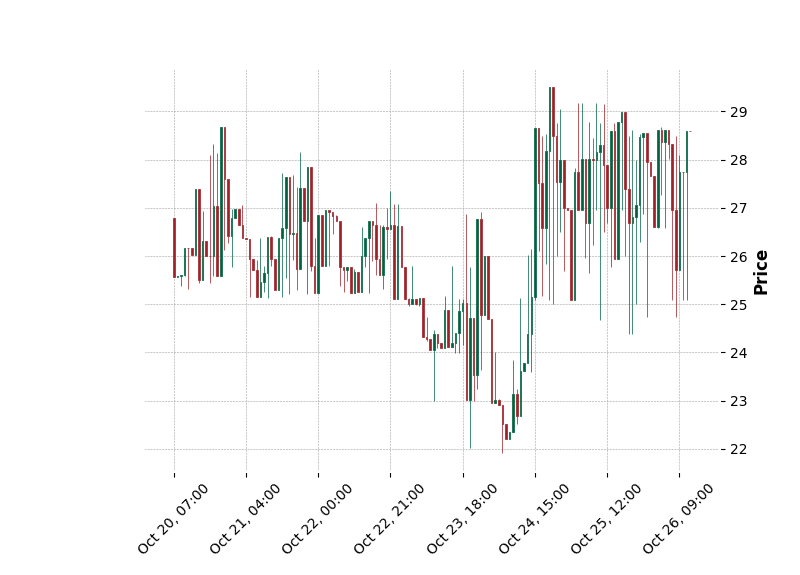 29
28
27
26
25
24
23
22
Price
Oct 20, 07:00
Oct 21, 04:00
Oct 22, 00:00
Oct 22, 21:00
Oct 23, 18:00
Oct 24, 15:00
Oct 25, 12:00
Oct 26, 09:00